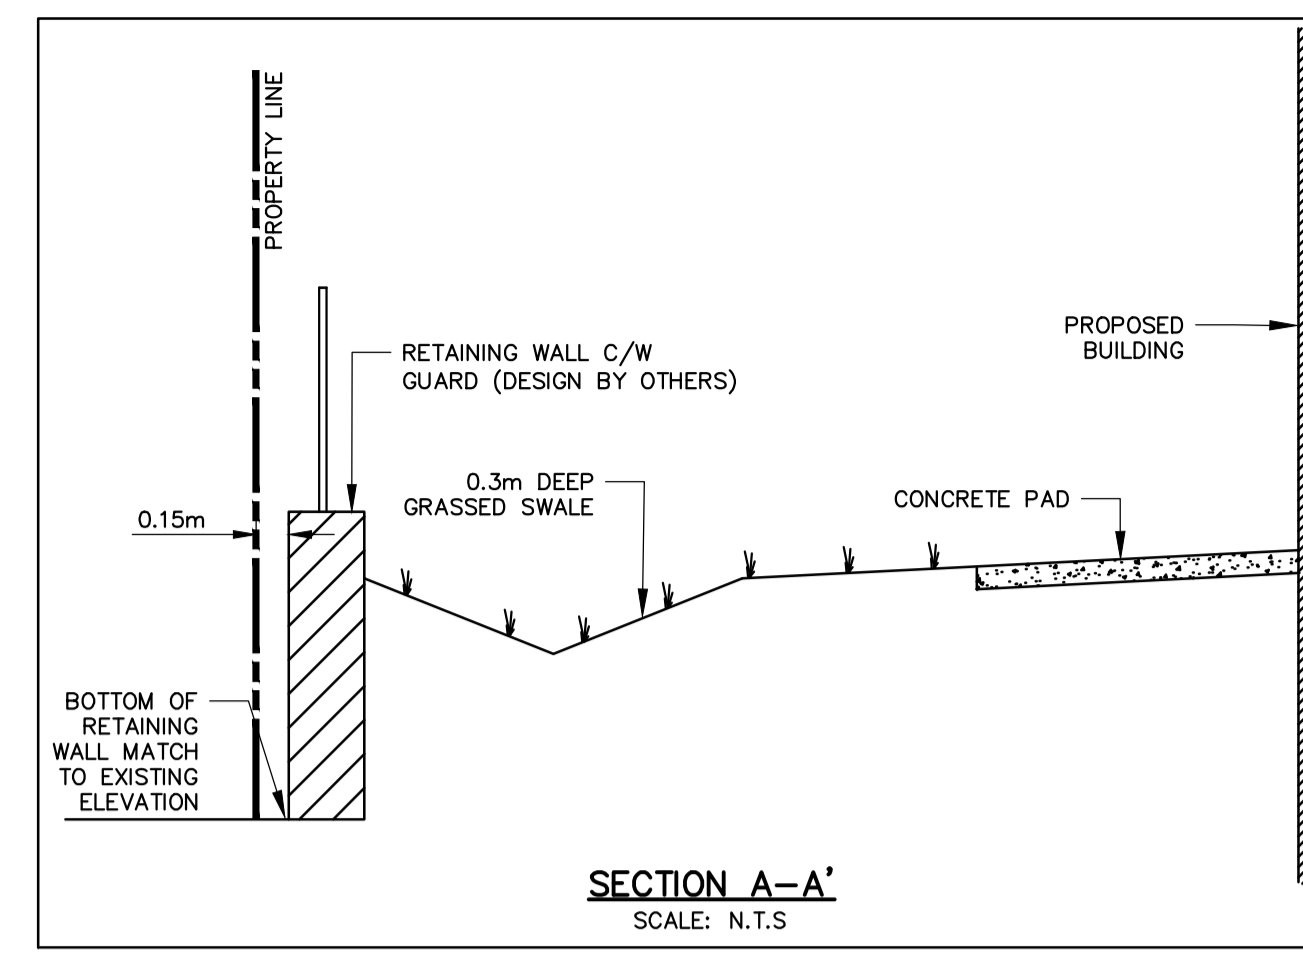 PROPERTY LINE
RETAINING WALL C/W
GUARD (DESIGN BY OTHERS)
PROPOSED
BUILDING
0.3m DEEP
GRASSED SWALE
CONCRETE PAD
0.15m
BOTTOM OF
RETAINING
WALL MATCH
TO EXISTING
ELEVATION
SECTION A-A'
SCALE: N.T.S